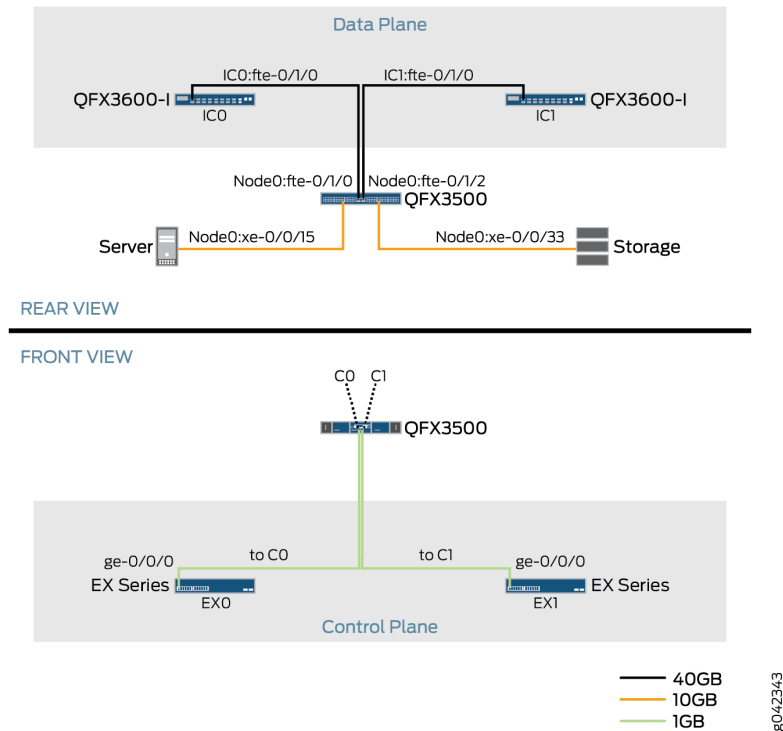 Data Plane
IC0:fte-0/1/0 IC1:fte-0/1/0
QFX3600-I QFX3600-I
IC0 IC1
Node0:fte-0/1/0 Node0:fte-0/1/2
QFX3500
Server Node0:xe-0/0/15 Node0:xe-0/0/33 Storage
REAR VIEW
FRONT VIEW
C0 C1
QFX3500
ge-0/0/0 to C0 to C1 ge-0/0/0
EX Series EX Series
EX0 EX1
Control Plane
40GB
10GB
1GB
g042343